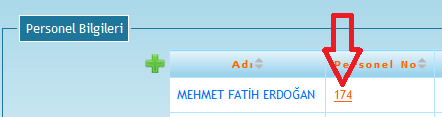 Personel Bilgileri
Adı Personel No
MEHMET FATİH ERDOĞAN 174